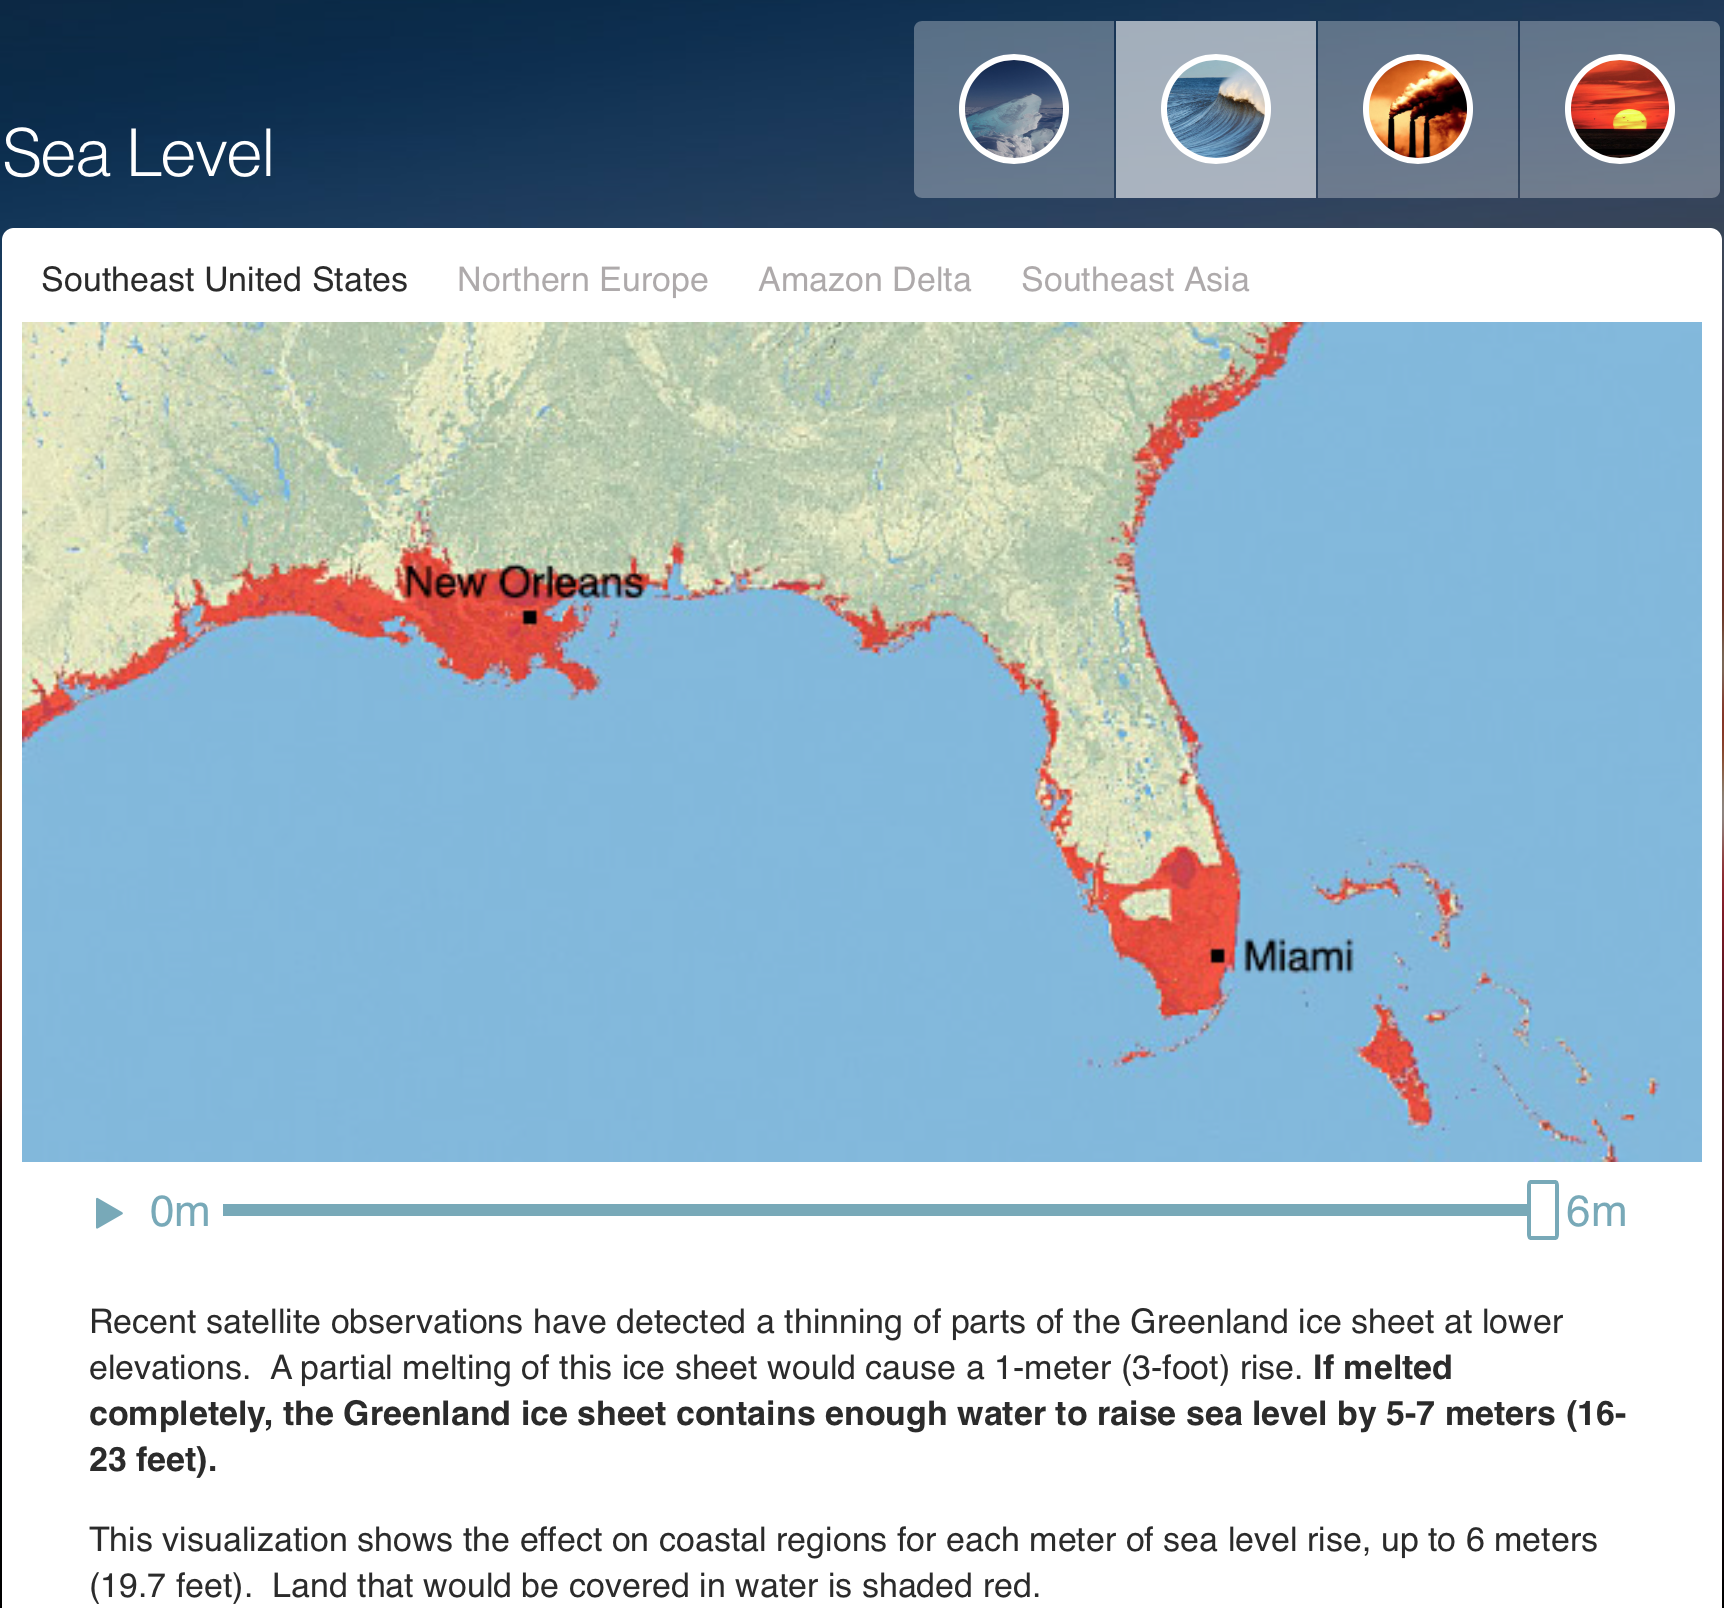 Sea Level
Southeast United States Northern Europe Amazon Delta Southeast Asia
New Orleans
Miami
0m 6m
Recent satellite observations have detected a thinning of parts of the Greenland ice sheet at lower
elevations.  A partial melting of this ice sheet would cause a 1-meter (3-foot) rise. If melted
completely, the Greenland ice sheet contains enough water to raise sea level by 5-7 meters (16-
23 feet).
This visualization shows the effect on coastal regions for each meter of sea level rise, up to 6 meters
(19.7 feet).  Land that would be covered in water is shaded red.